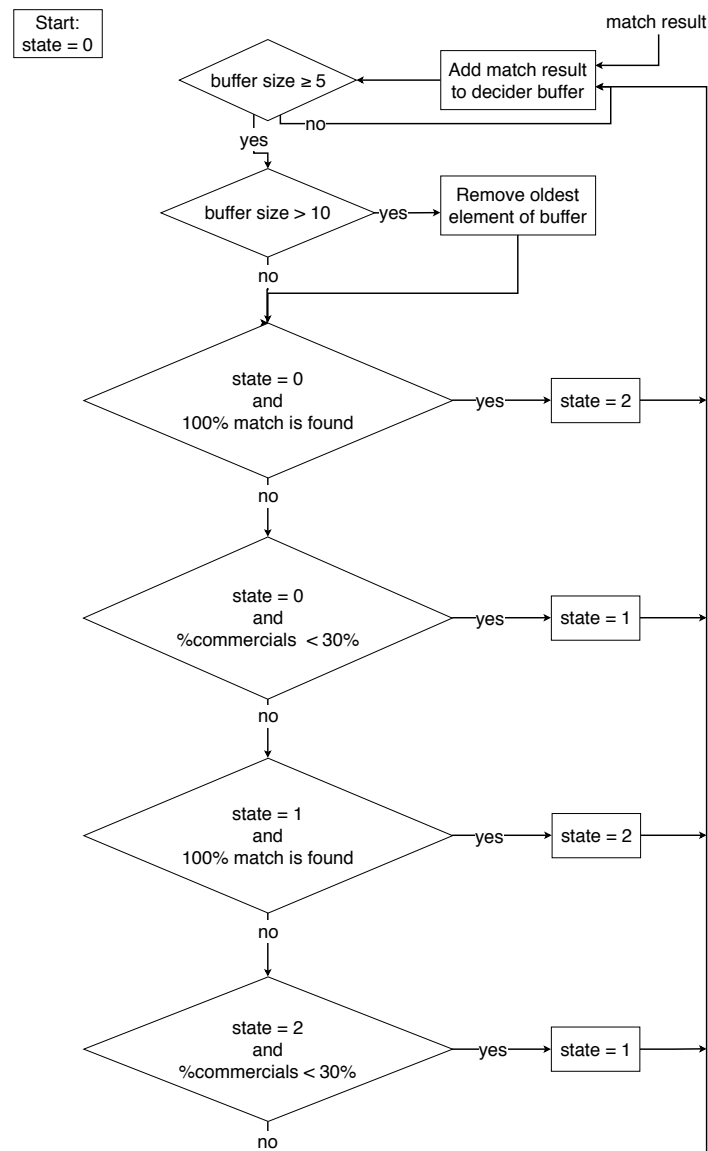 Start:
state = 0
match result
buffer size ≥ 5
Add match result
to decider buffer
no
yes
buffer size > 10
yes
Remove oldest
element of buffer
no
state = 0
and
100% match is found
yes
state = 2
no
state = 0
and
%commercials < 30%
yes
state = 1
no
state = 1
and
100% match is found
yes
state = 2
no
state = 2
and
%commercials < 30%
yes
state = 1
no